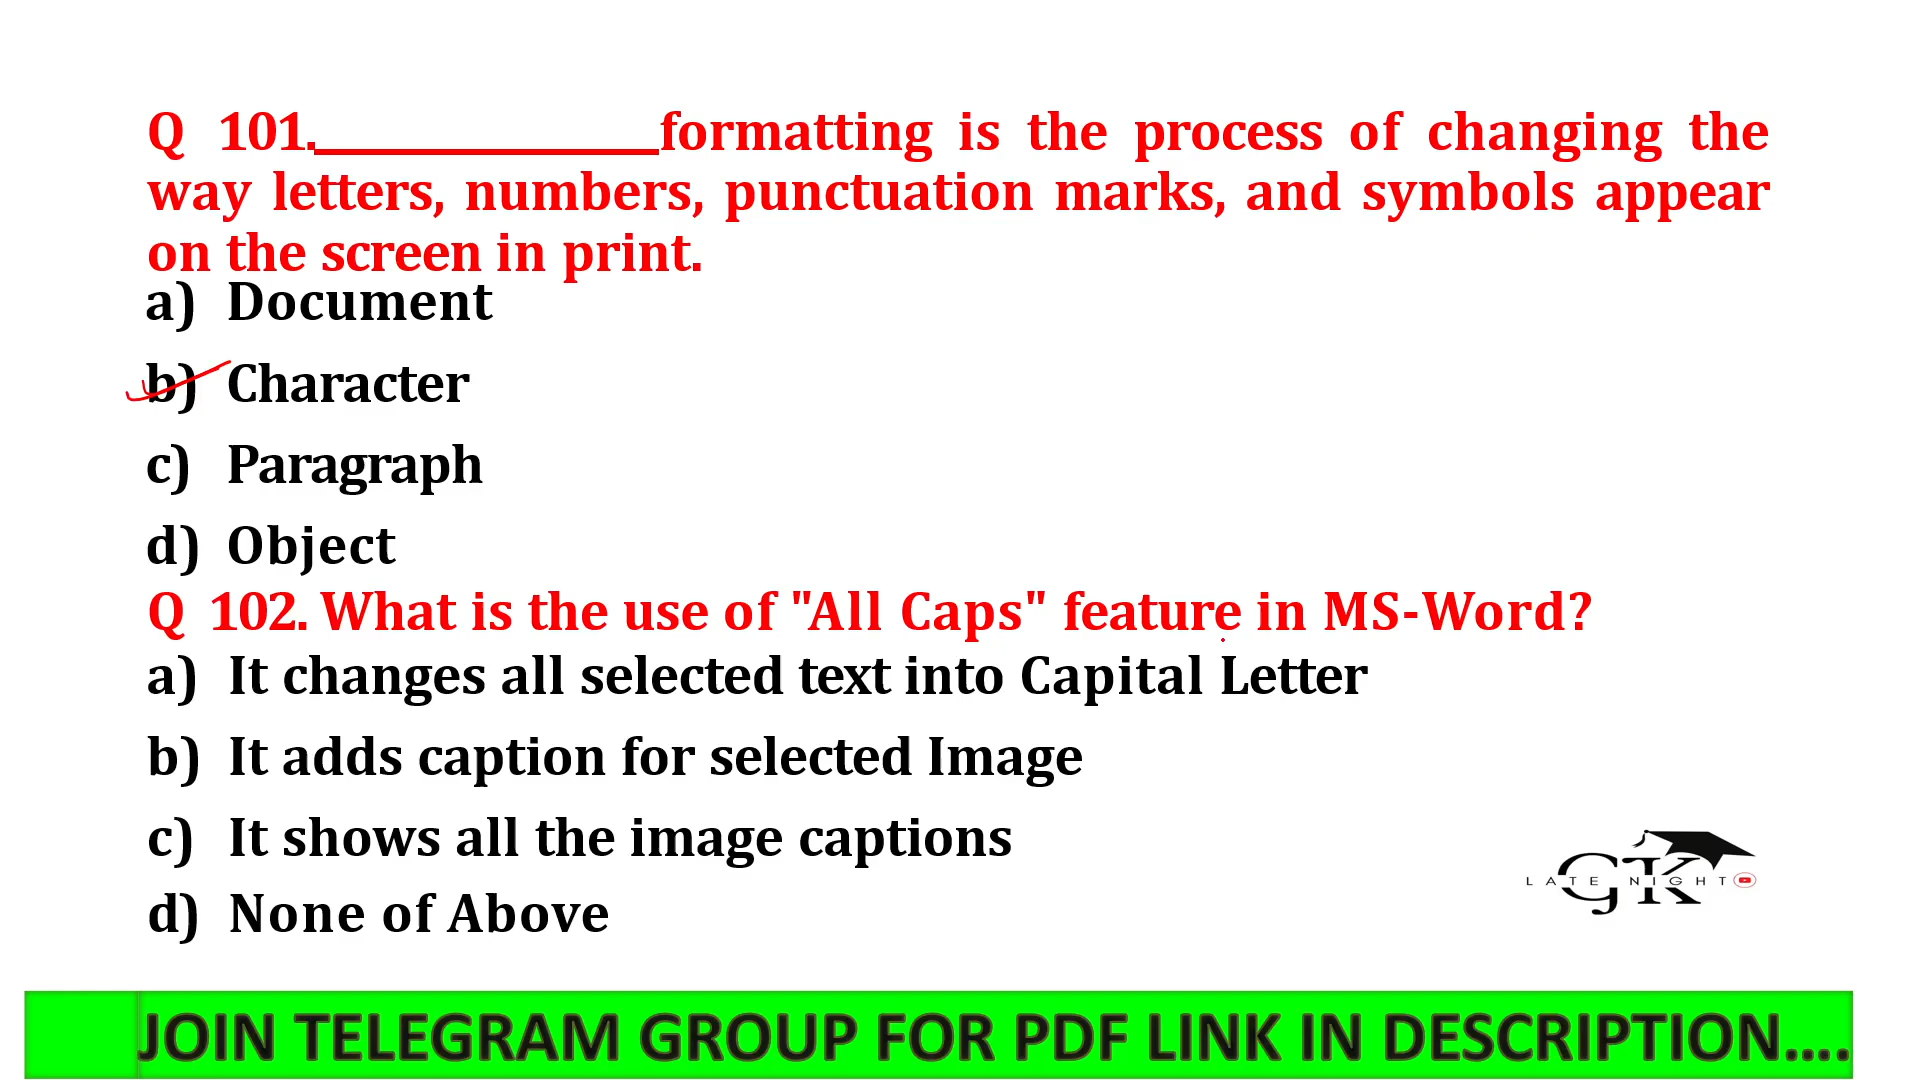 Q 101._____________formatting is the process of changing the
way letters, numbers, punctuation marks, and symbols appear
on the screen in print.
a) Document
b) Character
c) Paragraph
d) Object
Q 102. What is the use of "All Caps" feature in MS-Word?
a) It changes all selected text into Capital Letter
b) It adds caption for selected Image
c) It shows all the image captions
d) None of Above
GK
LATE NIGHT
JOIN TELEGRAM GROUP FOR PDF LINK IN DESCRIPTION....